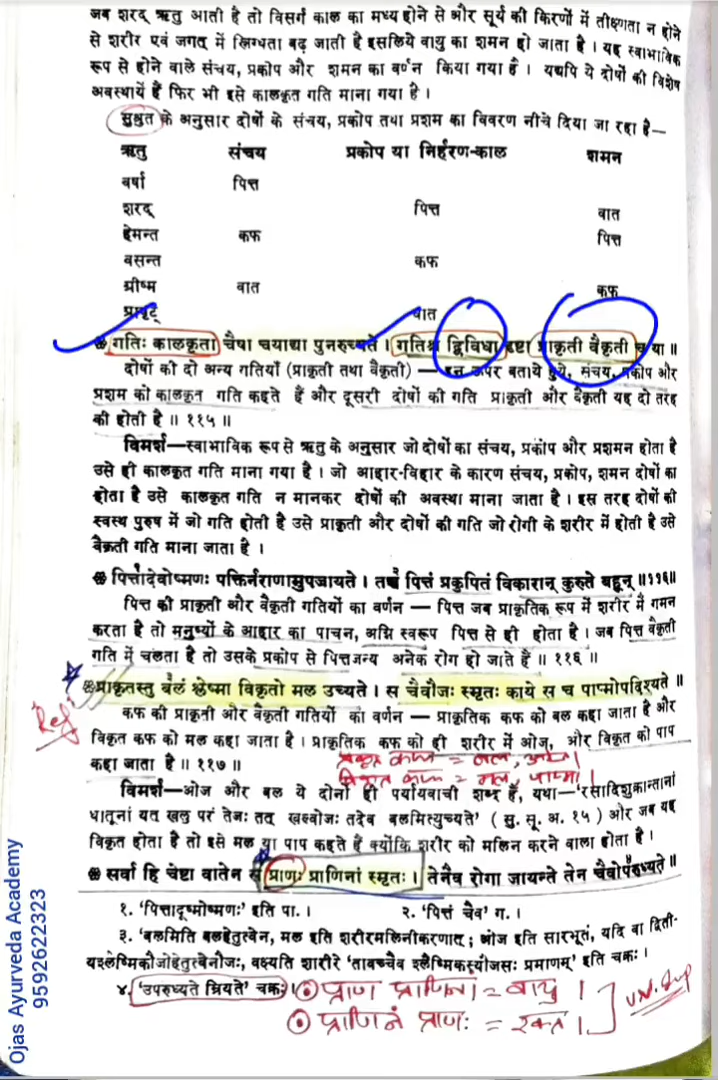 जब शरद् ऋतु आती है तो विसर्ग काल का मध्य होने से और सूर्य की किरणों में तीक्ष्णता न होने
से शरीर एवं जगत् में स्निग्धता बढ़ जाती है इसलिये वायु का शमन हो जाता है । यह स्वाभाविक
रूप से होने वाले संचय, प्रकोप और शमन का वर्णन किया गया है । यद्यपि ये दोषों की विशेष
अवस्थायें हैं फिर भी इसे कालकृत गति माना गया है ।
सुश्रुत के अनुसार दोषों के संचय, प्रकोप तथा प्रशम का विवरण नीचे दिया जा रहा है—
ऋतु संचय प्रकोप या निर्हरण-काल शमन
वर्षा पित्त
शरद् पित्त वात
हेमन्त कफ पित्त
वसन्त कफ
ग्रीष्म वात कफ
प्रावृट् वात
गतिः कालकृता चैषा चयाद्या पुनरुच्यते । गतिश्च द्विविधा दृष्टा प्राकृती वैकृती च या ॥
दोषों की दो अन्य गतियाँ (प्राकृती तथा वैकृती) — इन ऊपर बताये हुये, संचय, प्रकोप और
प्रशम को कालकृत गति कहते हैं और दूसरी दोषों की गति प्राकृती और वैकृती यह दो तरह
की होती है ॥ ११५ ॥
विमर्श—स्वाभाविक रूप से ऋतु के अनुसार जो दोषों का संचय, प्रकोप और प्रशमन होता है
उसे ही कालकृत गति माना गया है । जो आहार-विहार के कारण संचय, प्रकोप, शमन दोषों का
होता है उसे कालकृत गति न मानकर दोषों की अवस्था माना जाता है । इस तरह दोषों की
स्वस्थ पुरुष में जो गति होती है उसे प्राकृती और दोषों की गति जो रोगी के शरीर में होती है उसे
वैकृती गति माना जाता है ।
पित्तादेवोष्मणः पक्तिर्नराणामुपजायते । तच्च पित्तं प्रकुपितं विकारान् कुरुते बहून् ॥११६॥
पित्त की प्राकृती और वैकृती गतियों का वर्णन — पित्त जब प्राकृतिक रूप में शरीर में गमन
करता है तो मनुष्यों के आहार का पाचन, अग्नि स्वरूप पित्त से ही होता है । जब पित्त वैकृती
गति में चलता है तो उसके प्रकोप से पित्तजन्य अनेक रोग हो जाते हैं ॥ ११६ ॥
प्राकृतस्तु बलं श्लेष्मा विकृतो मल उच्यते । स चैवौजः स्मृतः काये स च पाप्मोपदिश्यते ॥
Ref
कफ की प्राकृती और वैकृती गतियों का वर्णन — प्राकृतिक कफ को बल कहा जाता है और
विकृत कफ को मल कहा जाता है । प्राकृतिक कफ को ही शरीर में ओज, और विकृत को पाप
कहा जाता है ॥ ११७ ॥ प्राकृत कफ = बल, ओज ।
विकृत कफ = मल, पाप्मा ।
विमर्श—ओज और बल ये दोनों ही पर्यायवाची शब्द हैं, यथा—'रसादिशुक्रान्तानां
धातूनां यत् खलु परं तेजः तत् खल्वोजः तदेव बलमित्युच्यते' ( सु. सू. अ. १५ ) और जब यह
विकृत होता है तो इसे मल या पाप कहते हैं क्योंकि शरीर को मलिन करने वाला होता है ।
सर्वा हि चेष्टा वातेन स प्राणः प्राणिनां स्मृतः । तेनैव रोगा जायन्ते तेन चैवोपरुध्यते ॥
१. 'पित्तादूष्मोष्मणः' इति पा. । २. 'पित्तं चैव' ग. ।
३. 'बलमिति बलहेतुत्वेन, मल इति शरीरमलिनीकरणात् ; ओज इति सारभूतं, यदि वा द्विती-
यश्लेष्मिकौजोहेतुत्वेनौजः, वक्ष्यति शारीरे 'तावच्चैव श्लैष्मिकस्यौजसः प्रमाणम्' इति चक्रः ।
४. 'उपरुध्यते म्रियते' चक्रः । प्राण प्राणिनां = वायु ।
प्राणिनं प्राणः = रक्त । V.V. Imp
Ojas Ayurveda Academy
9592622323